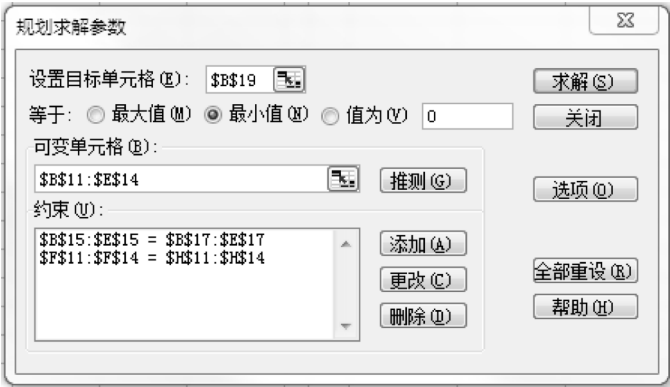 规划求解参数
设置目标单元格(E): $B$19 求解(S)
等于: 最大值(M) 最小值(N) 值为(V) 0 关闭
可变单元格(B):
$B$11:$E$14 推测(G) 选项(O)
约束(U):
$B$15:$E$15 = $B$17:$E$17 添加(A)
$F$11:$F$14 = $H$11:$H$14
更改(C) 全部重设(R)
删除(D) 帮助(H)